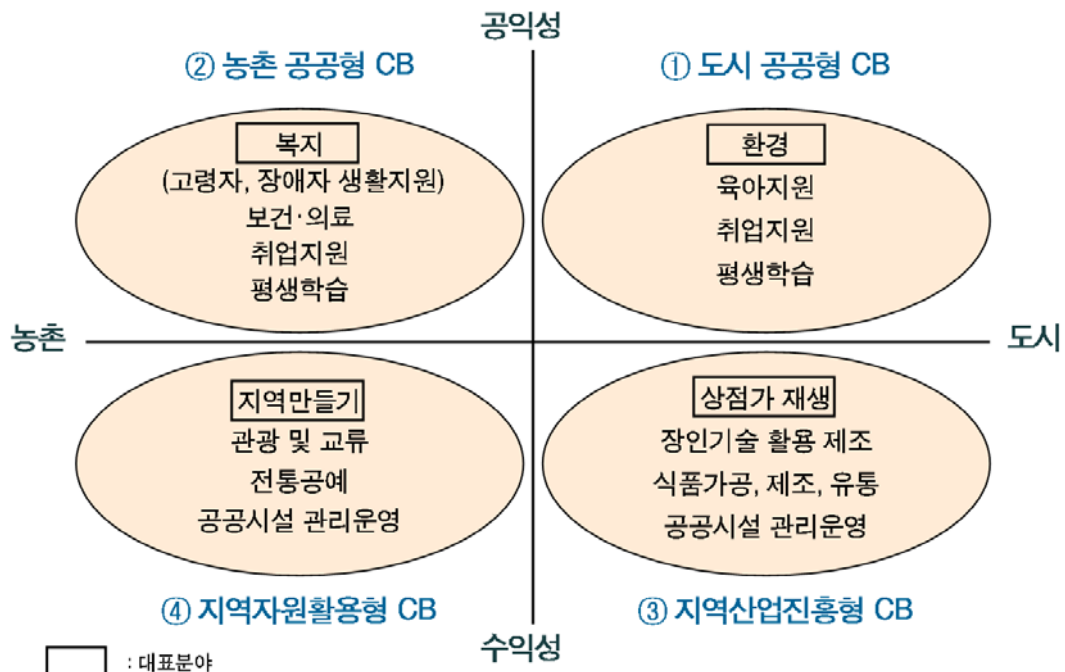 공익성
② 농촌 공공형 CB
① 도시 공공형 CB
복지
(고령자, 장애자 생활지원)
보건·의료
취업지원
평생학습
환경
육아지원
취업지원
평생학습
농촌
도시
지역만들기
관광 및 교류
전통공예
공공시설 관리운영
상점가 재생
장인기술 활용 제조
식품가공, 제조, 유통
공공시설 관리운영
④ 지역자원활용형 CB
③ 지역산업진흥형 CB
수익성
: 대표분야